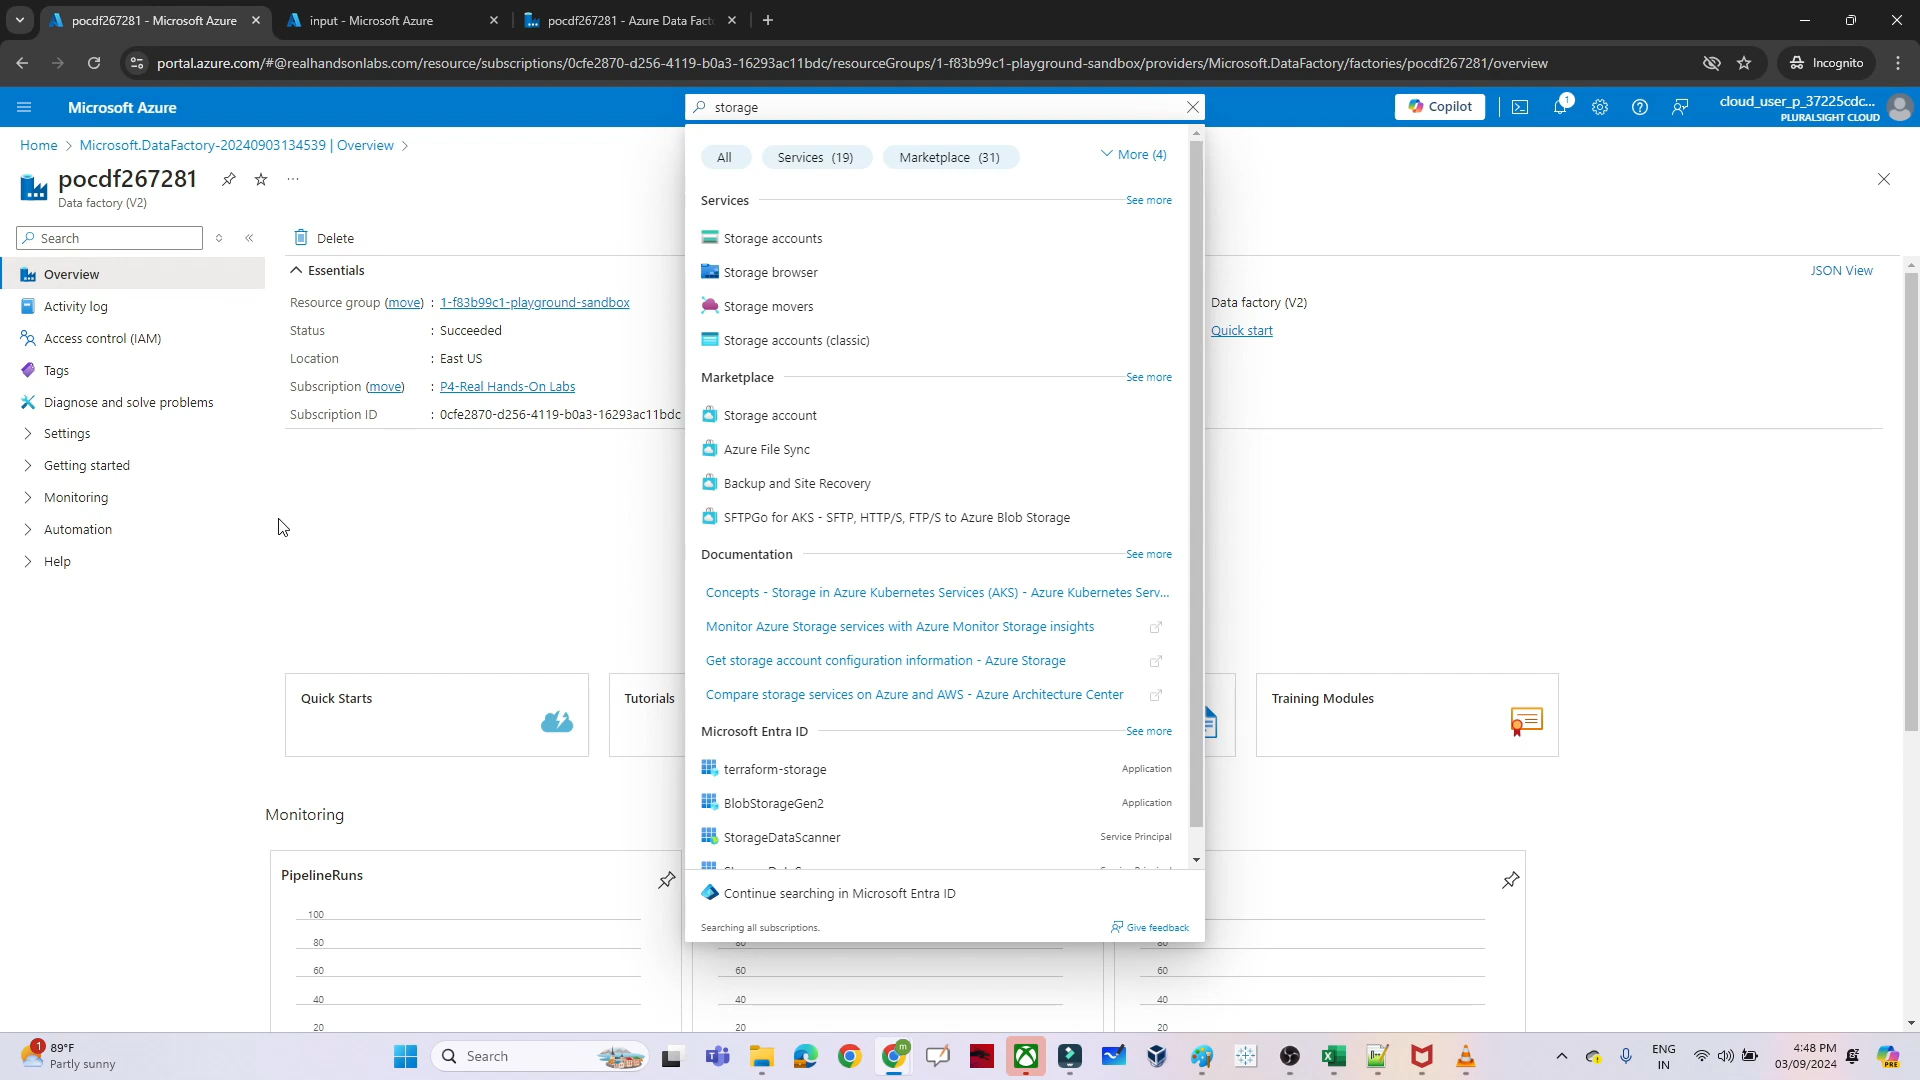 pocdf267281 - Microsoft Azure
input - Microsoft Azure
pocdf267281 - Azure Data Fact
portal.azure.com/#@realhandsonlabs.com/resource/subscriptions/0cfe2870-d256-4119-b0a3-16293ac11bdc/resourceGroups/1-f83b99c1-playground-sandbox/providers/Microsoft.DataFactory/factories/pocdf267281/overview
Incognito
Microsoft Azure
storage
Copilot
1
cloud_user_p_37225cdc...
PLURALSIGHT CLOUD
Home > Microsoft.DataFactory-20240903134539 | Overview >
pocdf267281
Data factory (V2)
Search
Overview
Activity log
Access control (IAM)
Tags
Diagnose and solve problems
Settings
Getting started
Monitoring
Automation
Help
Delete
Essentials
JSON View
Resource group (move) : 1-f83b99c1-playground-sandbox
Status : Succeeded
Location : East US
Subscription (move) : P4-Real Hands-On Labs
Subscription ID : 0cfe2870-d256-4119-b0a3-16293ac11bdc
Data factory (V2)
Quick start
All
Services (19)
Marketplace (31)
More (4)
Services
See more
Storage accounts
Storage browser
Storage movers
Storage accounts (classic)
Marketplace
See more
Storage account
Azure File Sync
Backup and Site Recovery
SFTPGo for AKS - SFTP, HTTP/S, FTP/S to Azure Blob Storage
Documentation
See more
Concepts - Storage in Azure Kubernetes Services (AKS) - Azure Kubernetes Serv...
Monitor Azure Storage services with Azure Monitor Storage insights
Get storage account configuration information - Azure Storage
Compare storage services on Azure and AWS - Azure Architecture Center
Microsoft Entra ID
See more
terraform-storage
Application
BlobStorageGen2
Application
StorageDataScanner
Service Principal
Continue searching in Microsoft Entra ID
Searching all subscriptions.
Give feedback
Quick Starts
Tutorials
Training Modules
Monitoring
PipelineRuns
100
80
60
40
20
80
60
40
20
80
60
40
20
1
89°F
Partly sunny
Search
m
ENG
IN
4:48 PM
03/09/2024
PRE